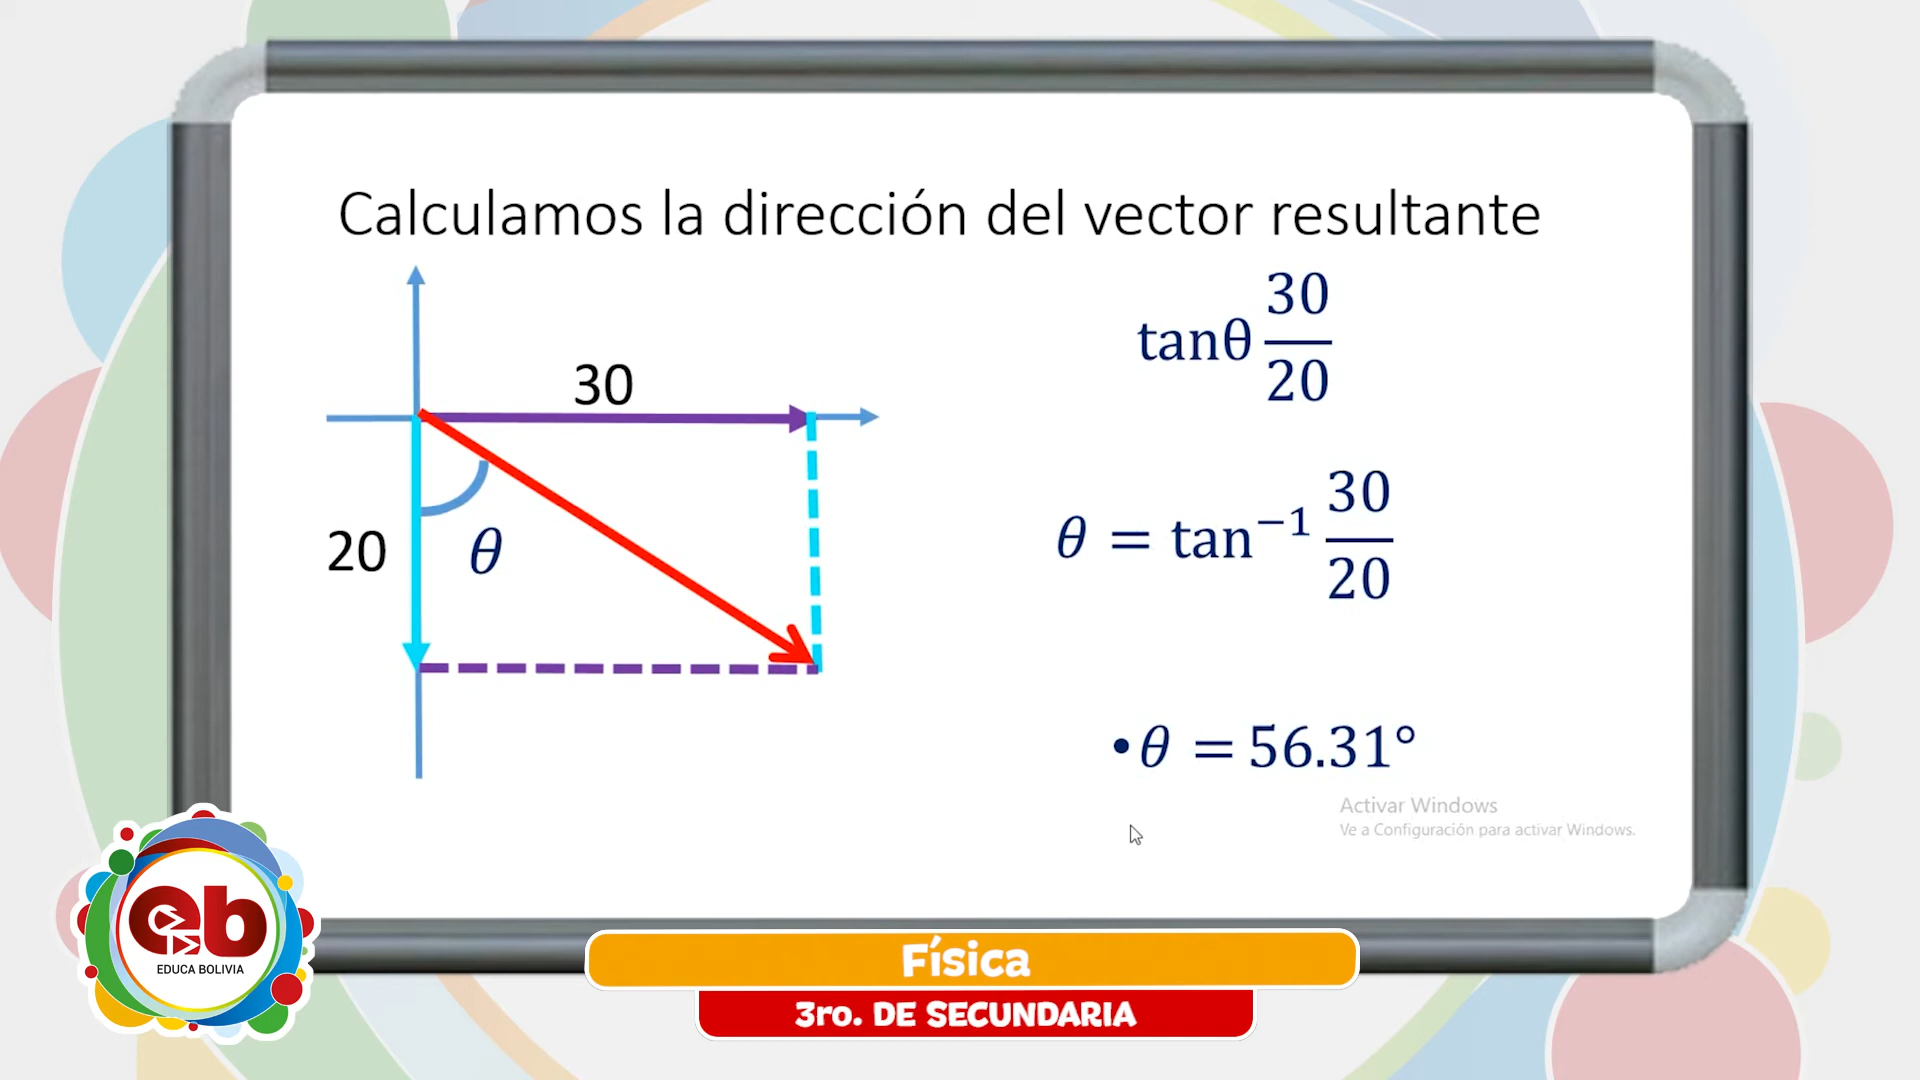 Calculamos la dirección del vector resultante
30
20
θ
tanθ 30/20
θ = tan⁻¹ 30/20
•θ = 56.31°
Activar Windows
Ve a Configuración para activar Windows.
eb
EDUCA BOLIVIA
Física
3ro. DE SECUNDARIA